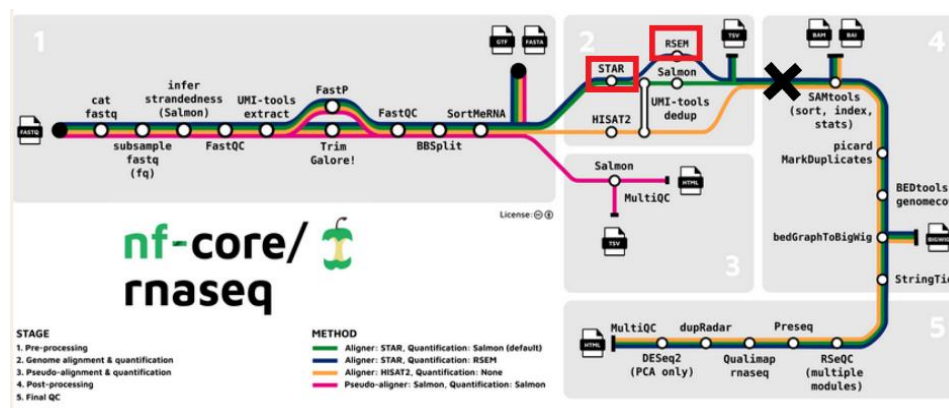 1
2
3
4
5
FASTQ
cat
fastq
infer
strandedness
(Salmon)
subsample
fastq
(fq)
FastQC
UMI-tools
extract
FastP
Trim
Galore!
FastQC
BBSplit
SortMeRNA
GTF
FASTA
STAR
RSEM
HISAT2
Salmon
UMI-tools
dedup
TSV
Salmon
MultiQC
HTML
TSV
BAM
BAI
SAMtools
(sort, index,
stats)
picard
MarkDuplicates
BEDtools
genomeco
bedGraphToBigWig
BIGWIG
StringTie
RSeQC
(multiple
modules)
Preseq
Qualimap
rnaseq
dupRadar
DESeq2
(PCA only)
MultiQC
HTML
License:
nf-core/
rnaseq
STAGE
1. Pre-processing
2. Genome alignment & quantification
3. Pseudo-alignment & quantification
4. Post-processing
5. Final QC
METHOD
Aligner: STAR, Quantification: Salmon (default)
Aligner: STAR, Quantification: RSEM
Aligner: HISAT2, Quantification: None
Pseudo-aligner: Salmon, Quantification: Salmon